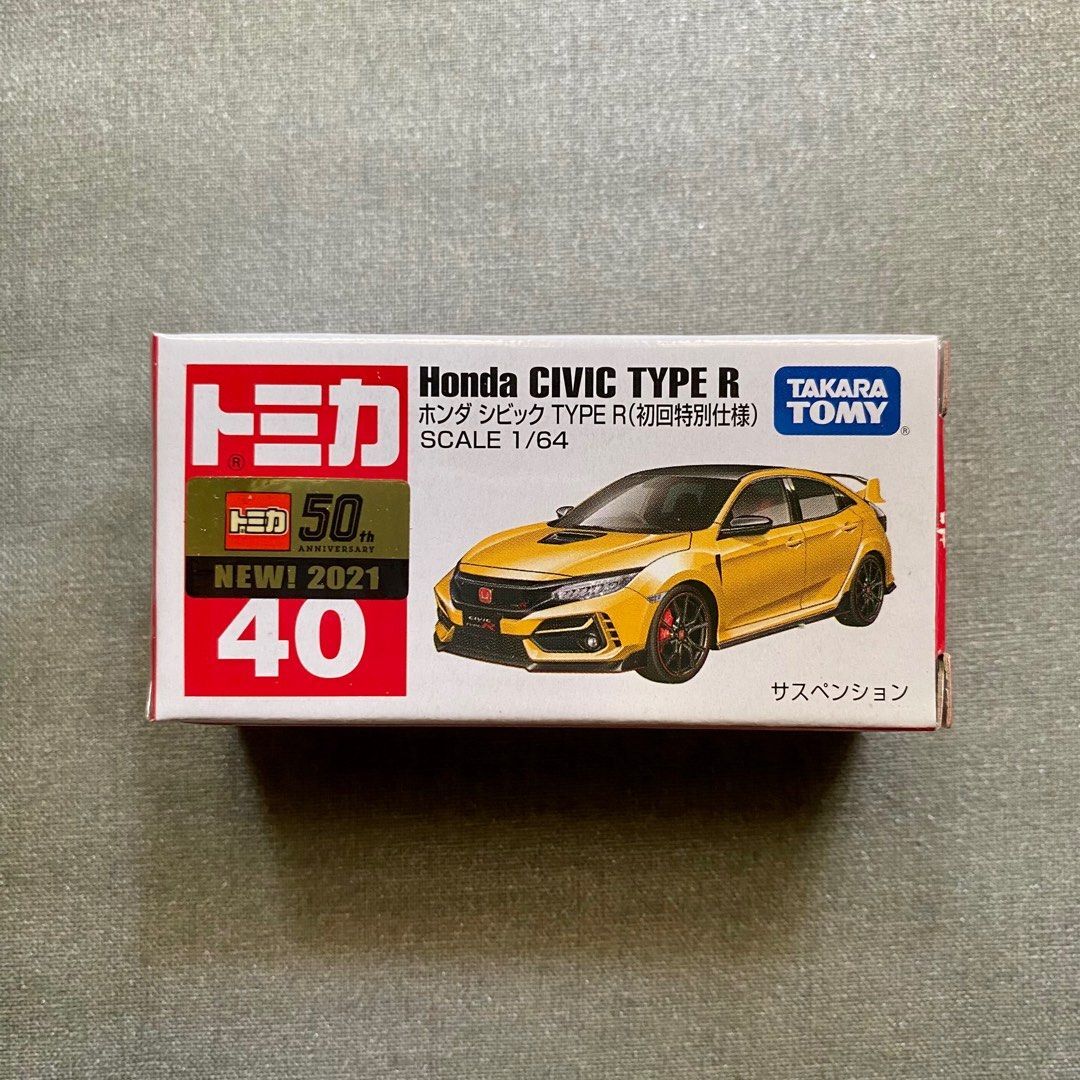 トミカ
®
トミカ
50th
ANNIVERSARY
NEW! 2021
40
Honda CIVIC TYPE R
ホンダ シビック TYPE R(初回特別仕様)
SCALE 1/64
TAKARA
TOMY
®
CIVIC
TYPE R
サスペンション